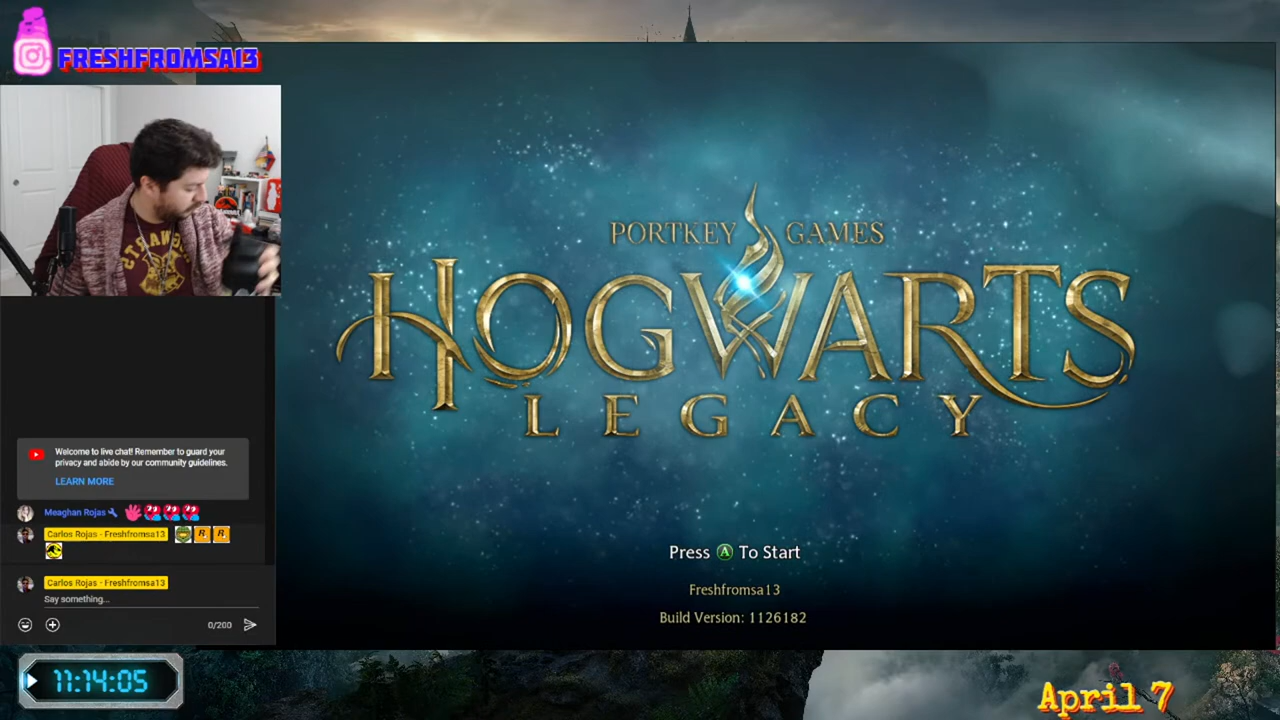 FRESHFROMSA13
PORTKEY GAMES
HOGWARTS
LEGACY
Press A To Start
Freshfromsa13
Build Version: 1126182
Welcome to live chat! Remember to guard your
privacy and abide by our community guidelines.
LEARN MORE
Meaghan Rojas
Carlos Rojas - Freshfromsa13
Carlos Rojas - Freshfromsa13
Say something...
0/200
11:14:05
April 7